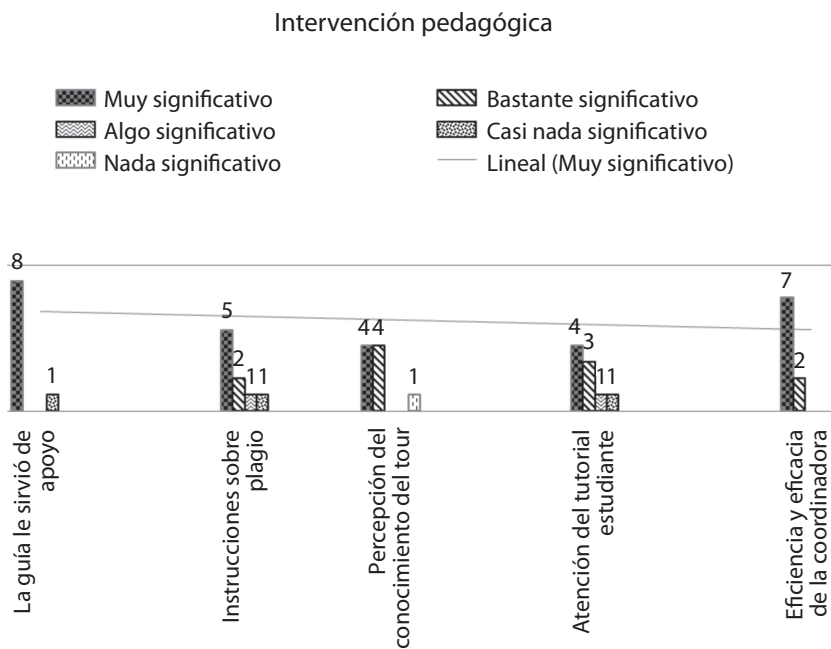 Intervención pedagógica
Muy significativo
Bastante significativo
Algo significativo
Casi nada significativo
Nada significativo
Lineal (Muy significativo)
8
1
5
2
11
44
1
4
3
11
7
2
La guía le sirvió de
apoyo
Instrucciones sobre
plagio
Percepción del
conocimiento del tour
Atención del tutorial
estudiante
Eficiencia y eficacia
de la coordinadora